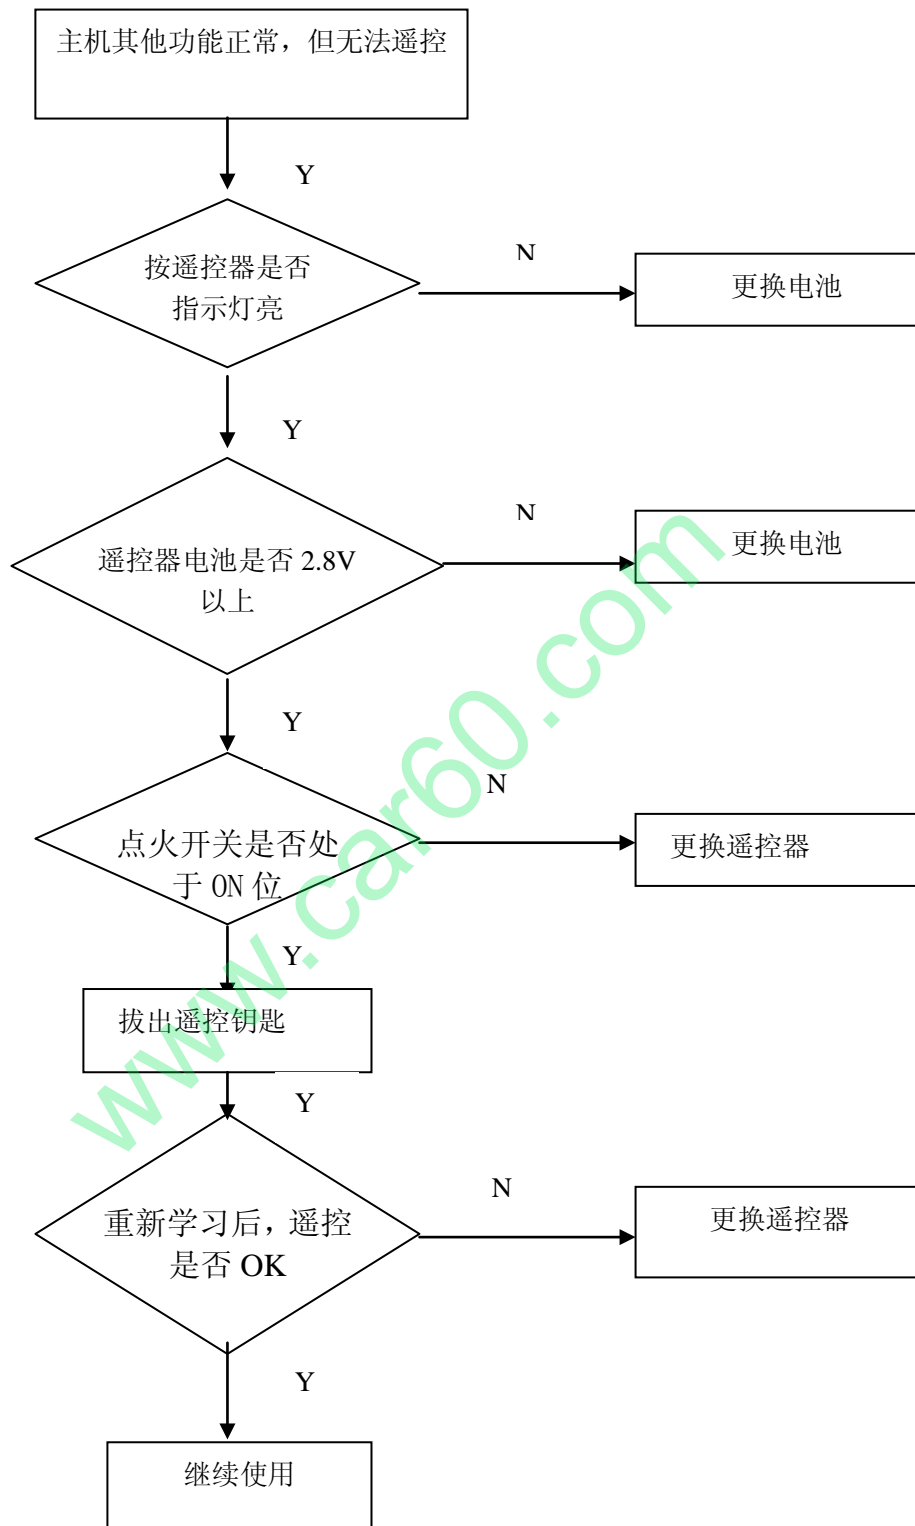 主机其他功能正常，但无法遥控
Y
按遥控器是否
指示灯亮
N
更换电池
Y
遥控器电池是否 2.8V
以上
N
更换电池
Y
点火开关是否处
于 ON 位
N
更换遥控器
Y
拔出遥控钥匙
Y
重新学习后，遥控
是否 OK
N
更换遥控器
Y
继续使用
www.car60.com